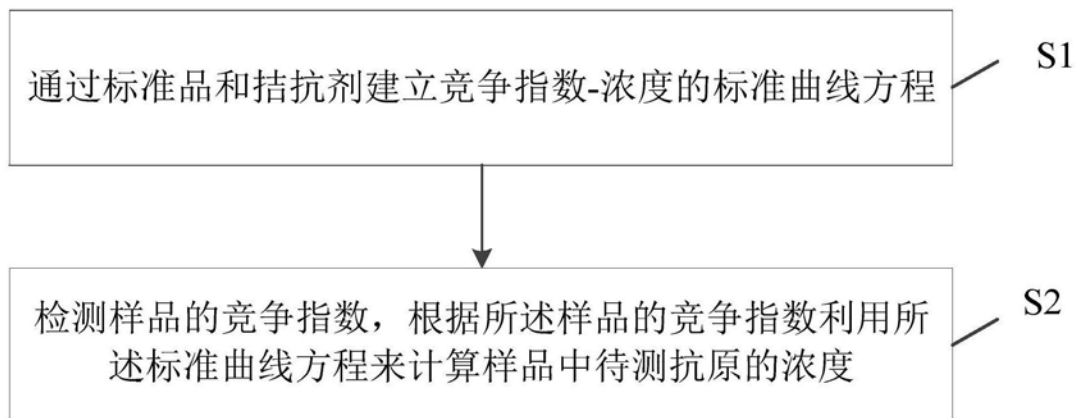 通过标准品和拮抗剂建立竞争指数-浓度的标准曲线方程
S1
检测样品的竞争指数，根据所述样品的竞争指数利用所
述标准曲线方程来计算样品中待测抗原的浓度
S2